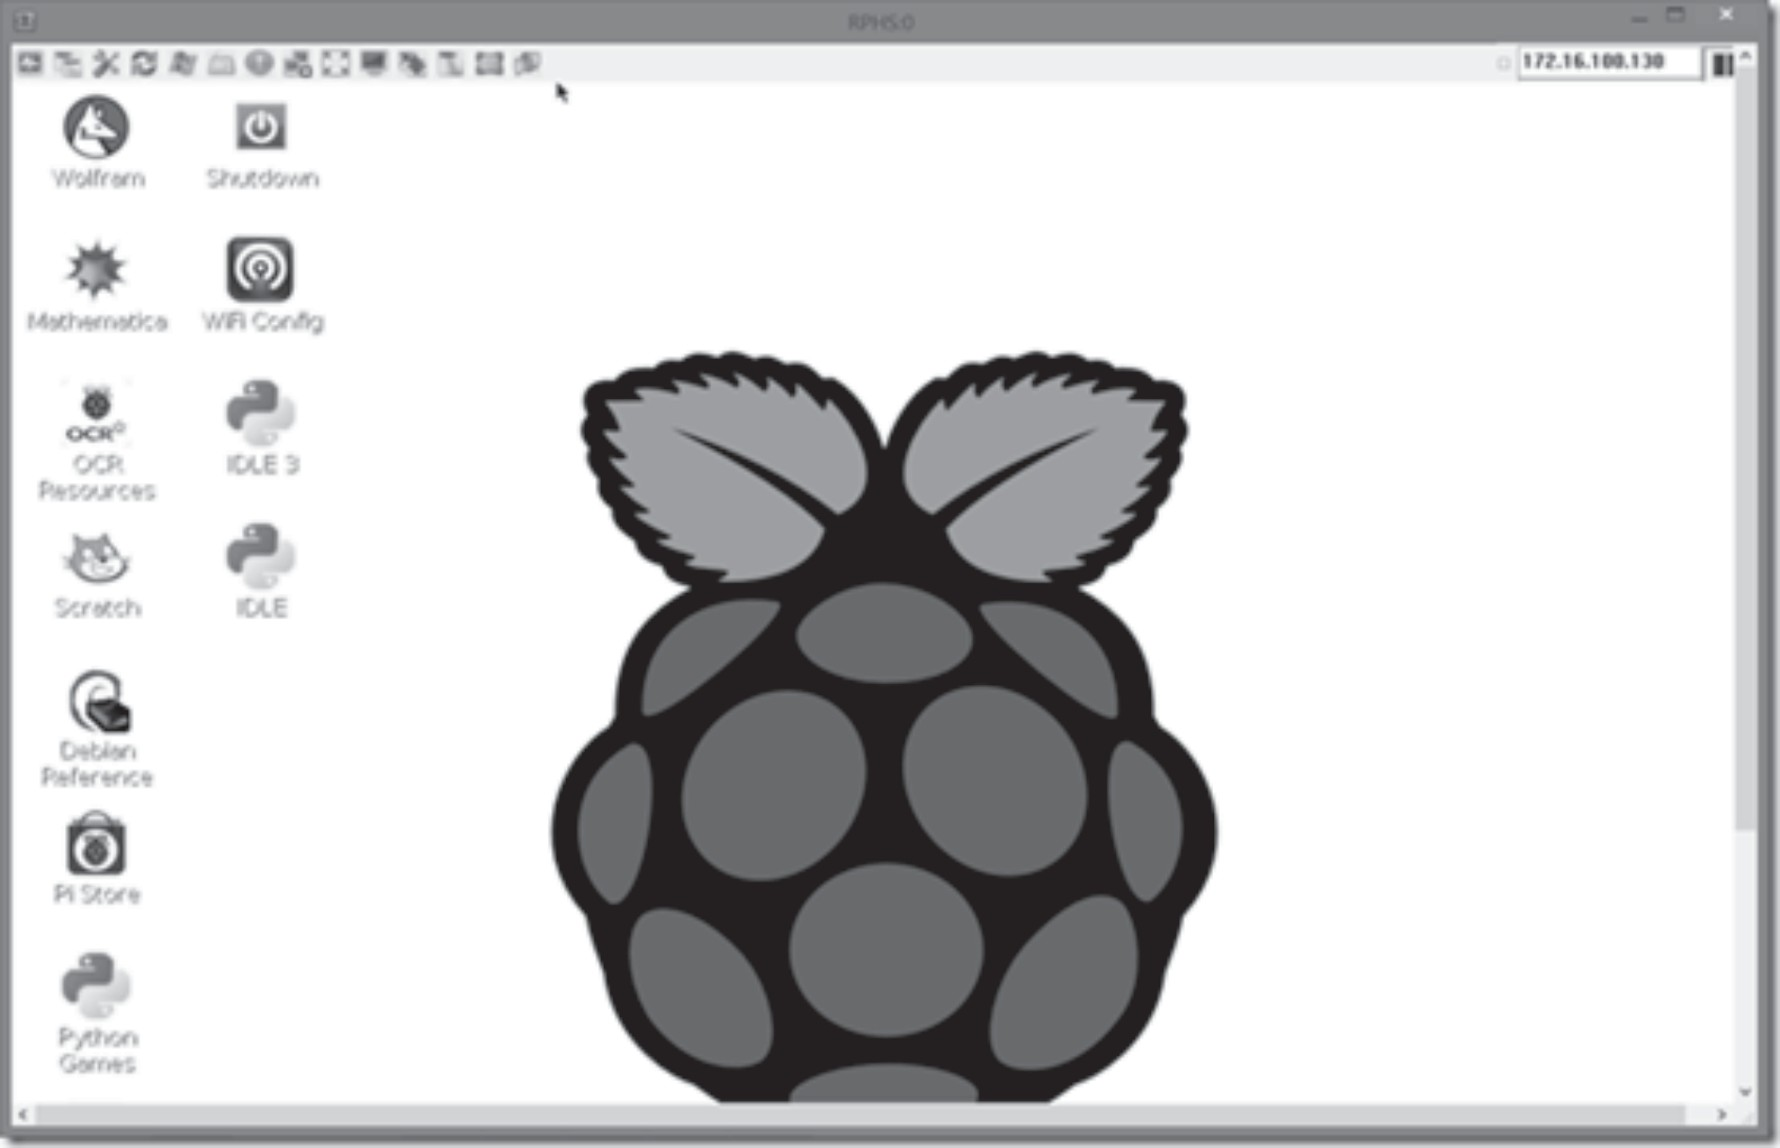 RPHS:0
172.16.100.130
Wolfram
Shutdown
Mathematica
WiFi Config
OCR
OCR
Resources
IDLE 3
Scratch
IDLE
Debian
Reference
Pi Store
Python
Games